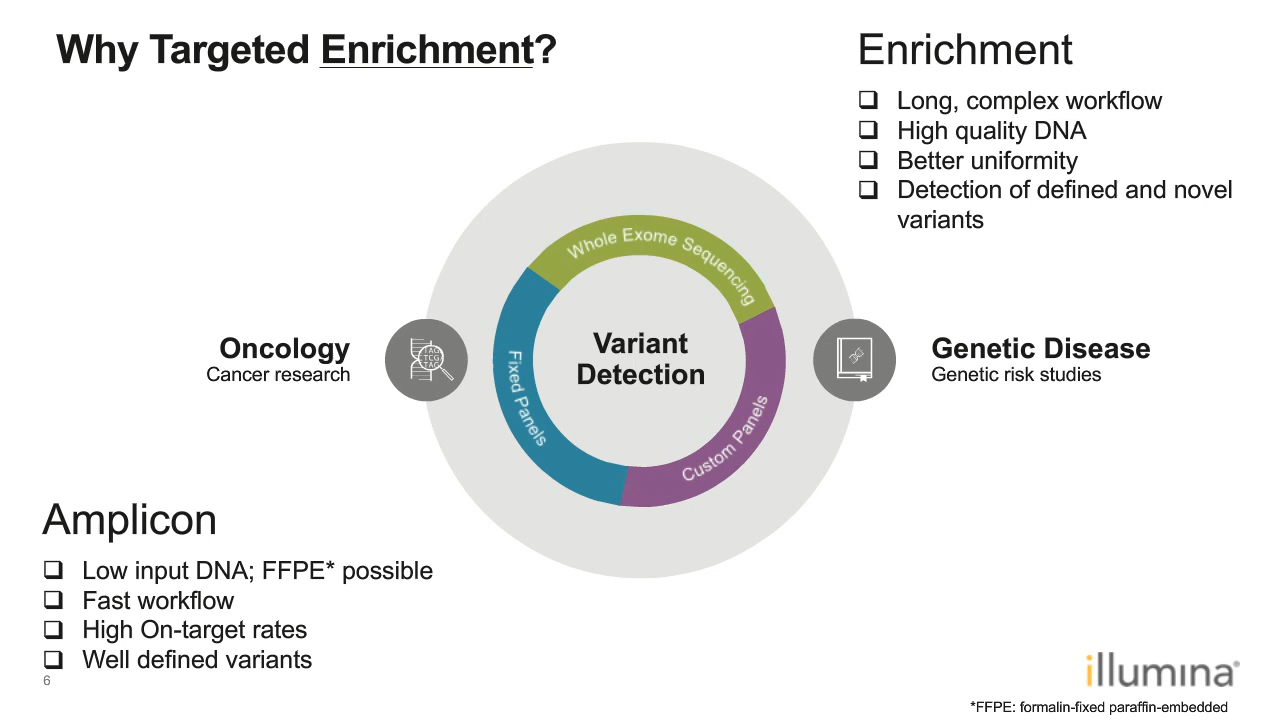 Why Targeted Enrichment?
Enrichment
❑ Long, complex workflow
❑ High quality DNA
❑ Better uniformity
❑ Detection of defined and novel
variants
Whole Exome Sequencing
Fixed Panels
Custom Panels
Variant
Detection
Oncology
Cancer research
TAG
CTCG
CTAG
Genetic Disease
Genetic risk studies
Amplicon
❑ Low input DNA; FFPE* possible
❑ Fast workflow
❑ High On-target rates
❑ Well defined variants
6
illumina®
*FFPE: formalin-fixed paraffin-embedded